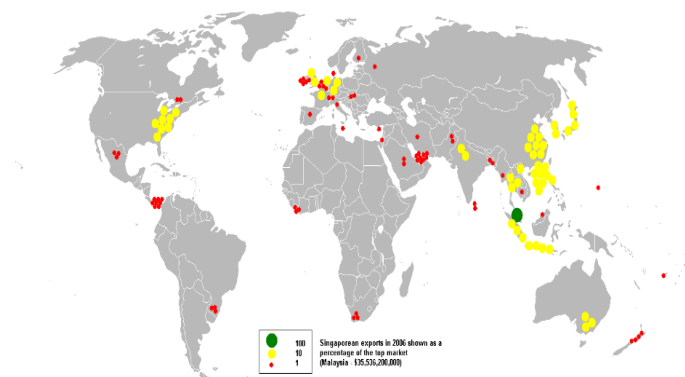 100
10
1
Singaporean exports in 2006 shown as a
percentage of the top market
(Malaysia - $35,536,200,000)